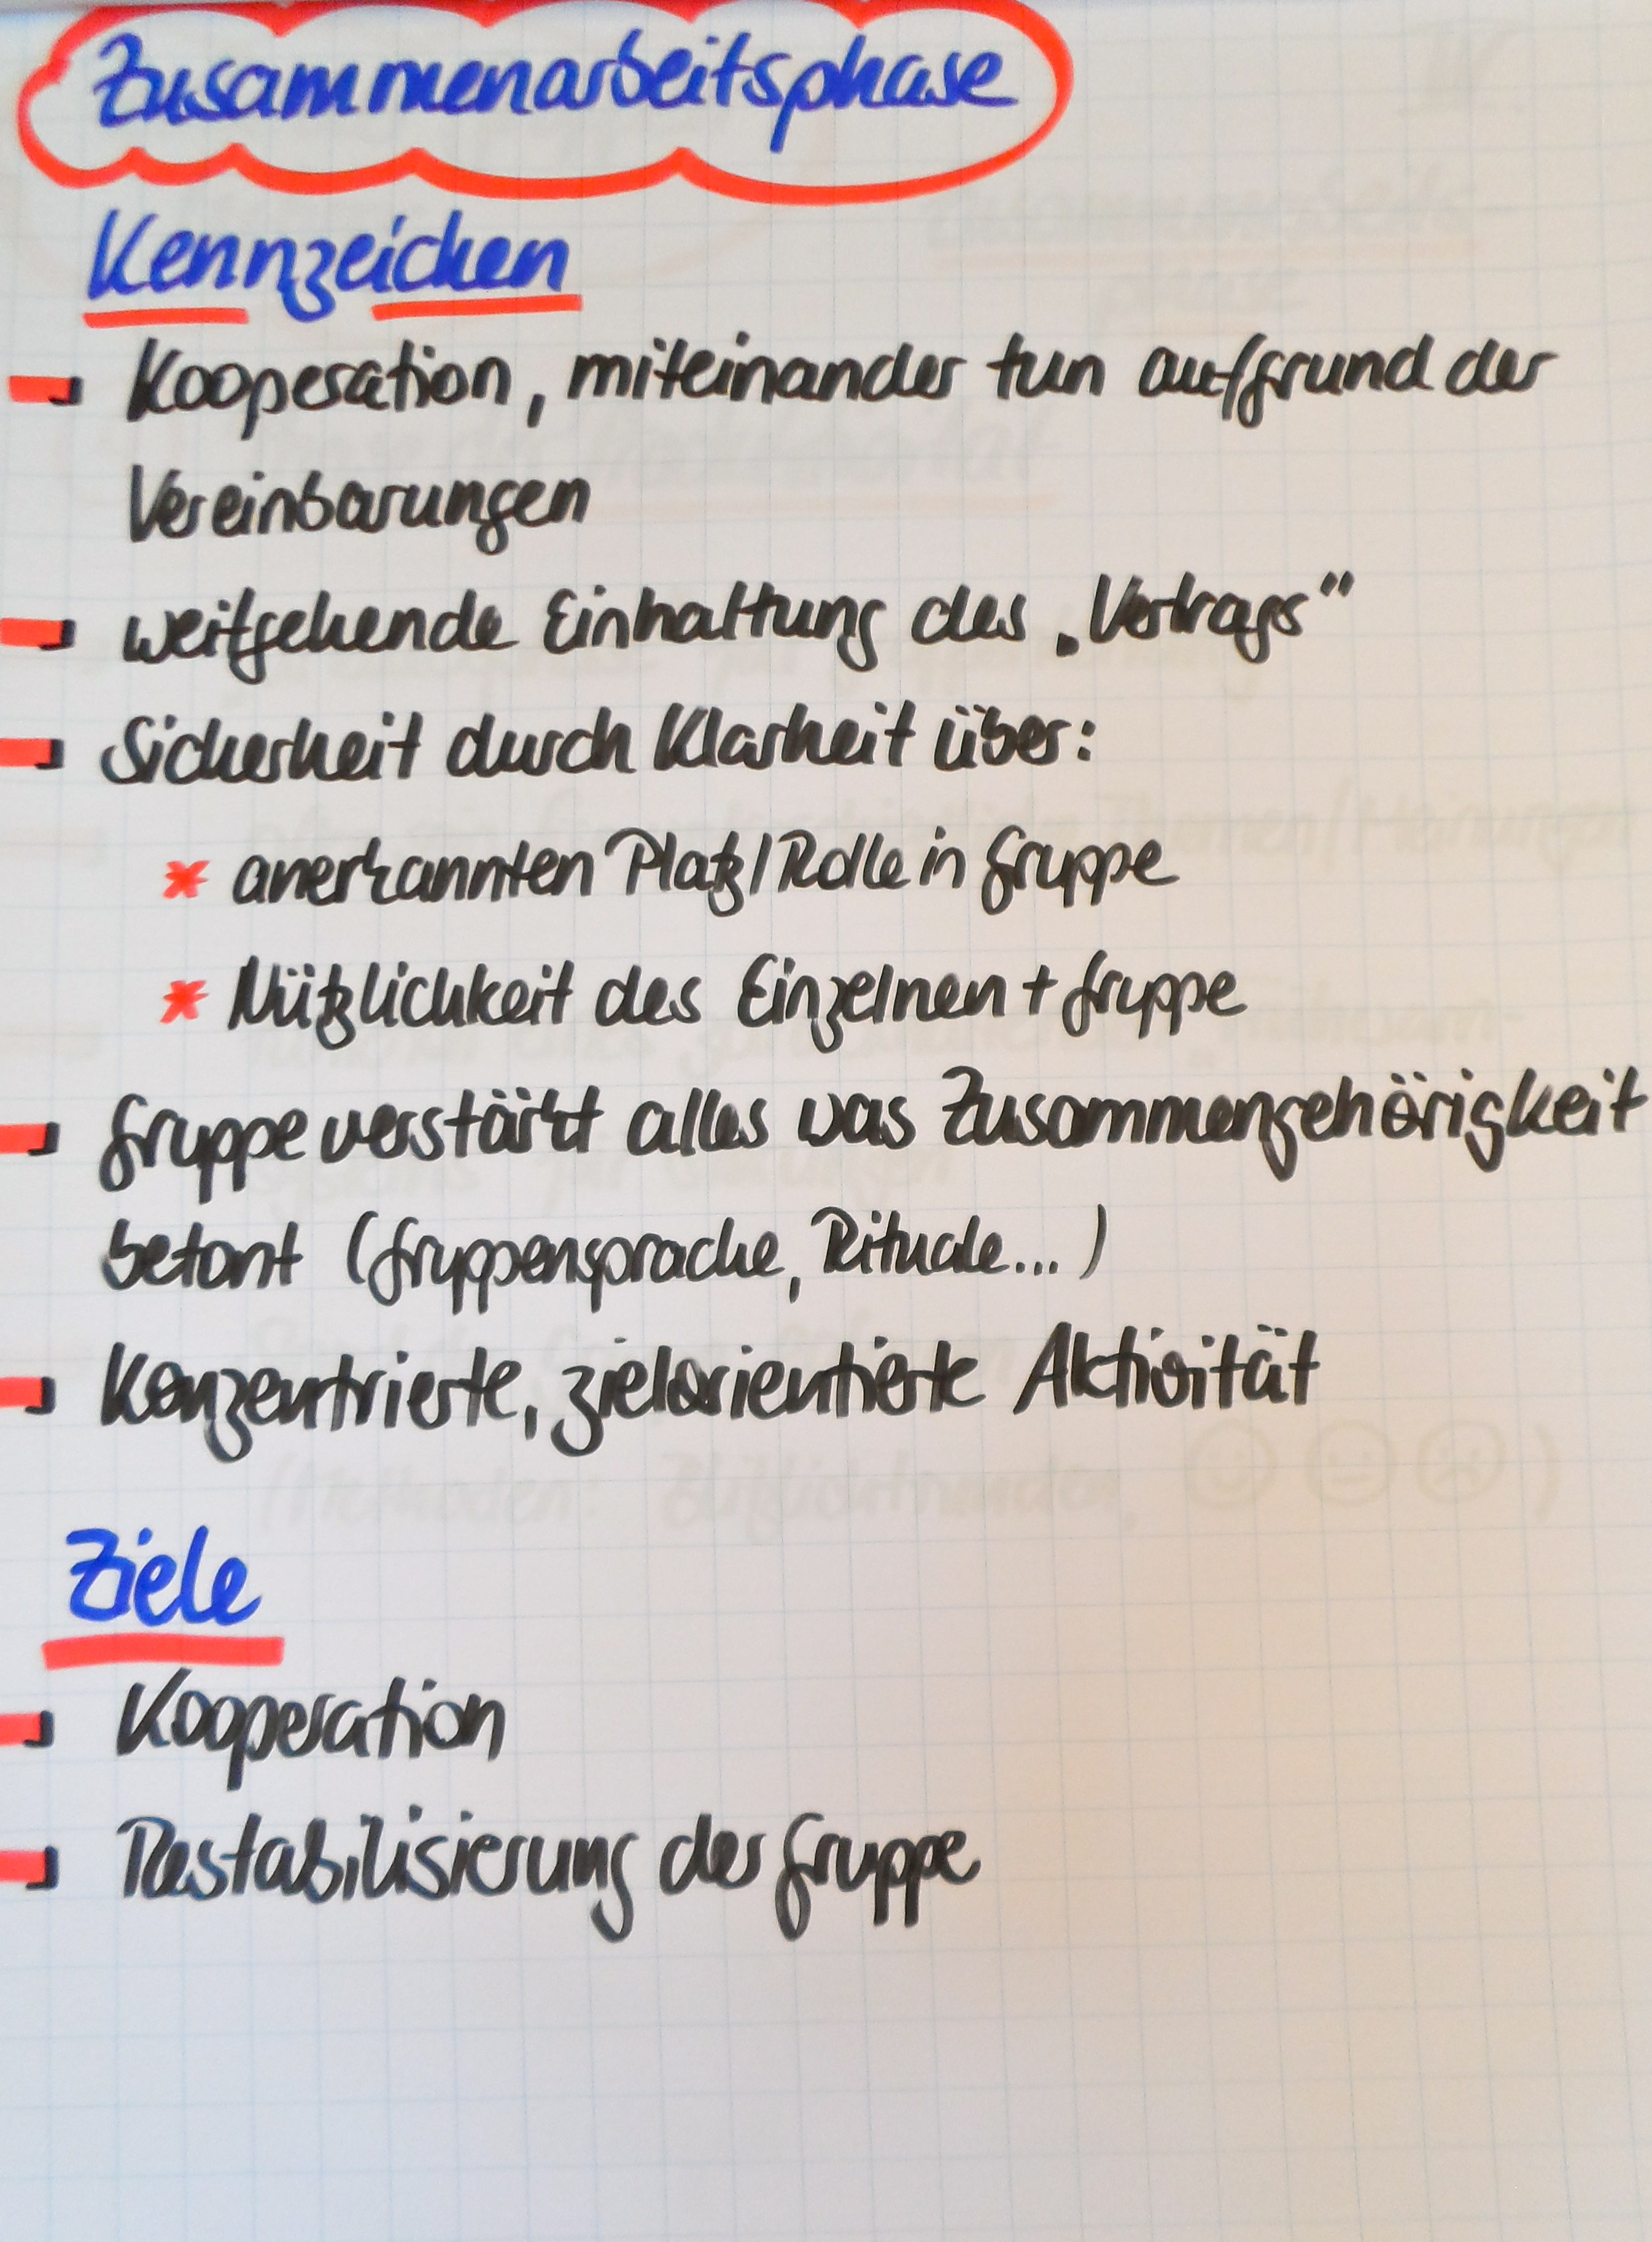 Zusammenarbeitsphase
Kennzeichen
Kooperation, miteinander tun aufgrund der
Vereinbarungen
weitgehende Einhaltung des „Vertrags“
Sicherheit durch Klarheit über:
* anerkannten Platz/Rolle in Gruppe
* Nützlichkeit des Einzelnen + Gruppe
Gruppe verstärkt alles was Zusammengehörigkeit
betont (Gruppensprache, Rituale...)
Konzentrierte, zielorientierte Aktivität
Ziele
Kooperation
Restabilisierung der Gruppe